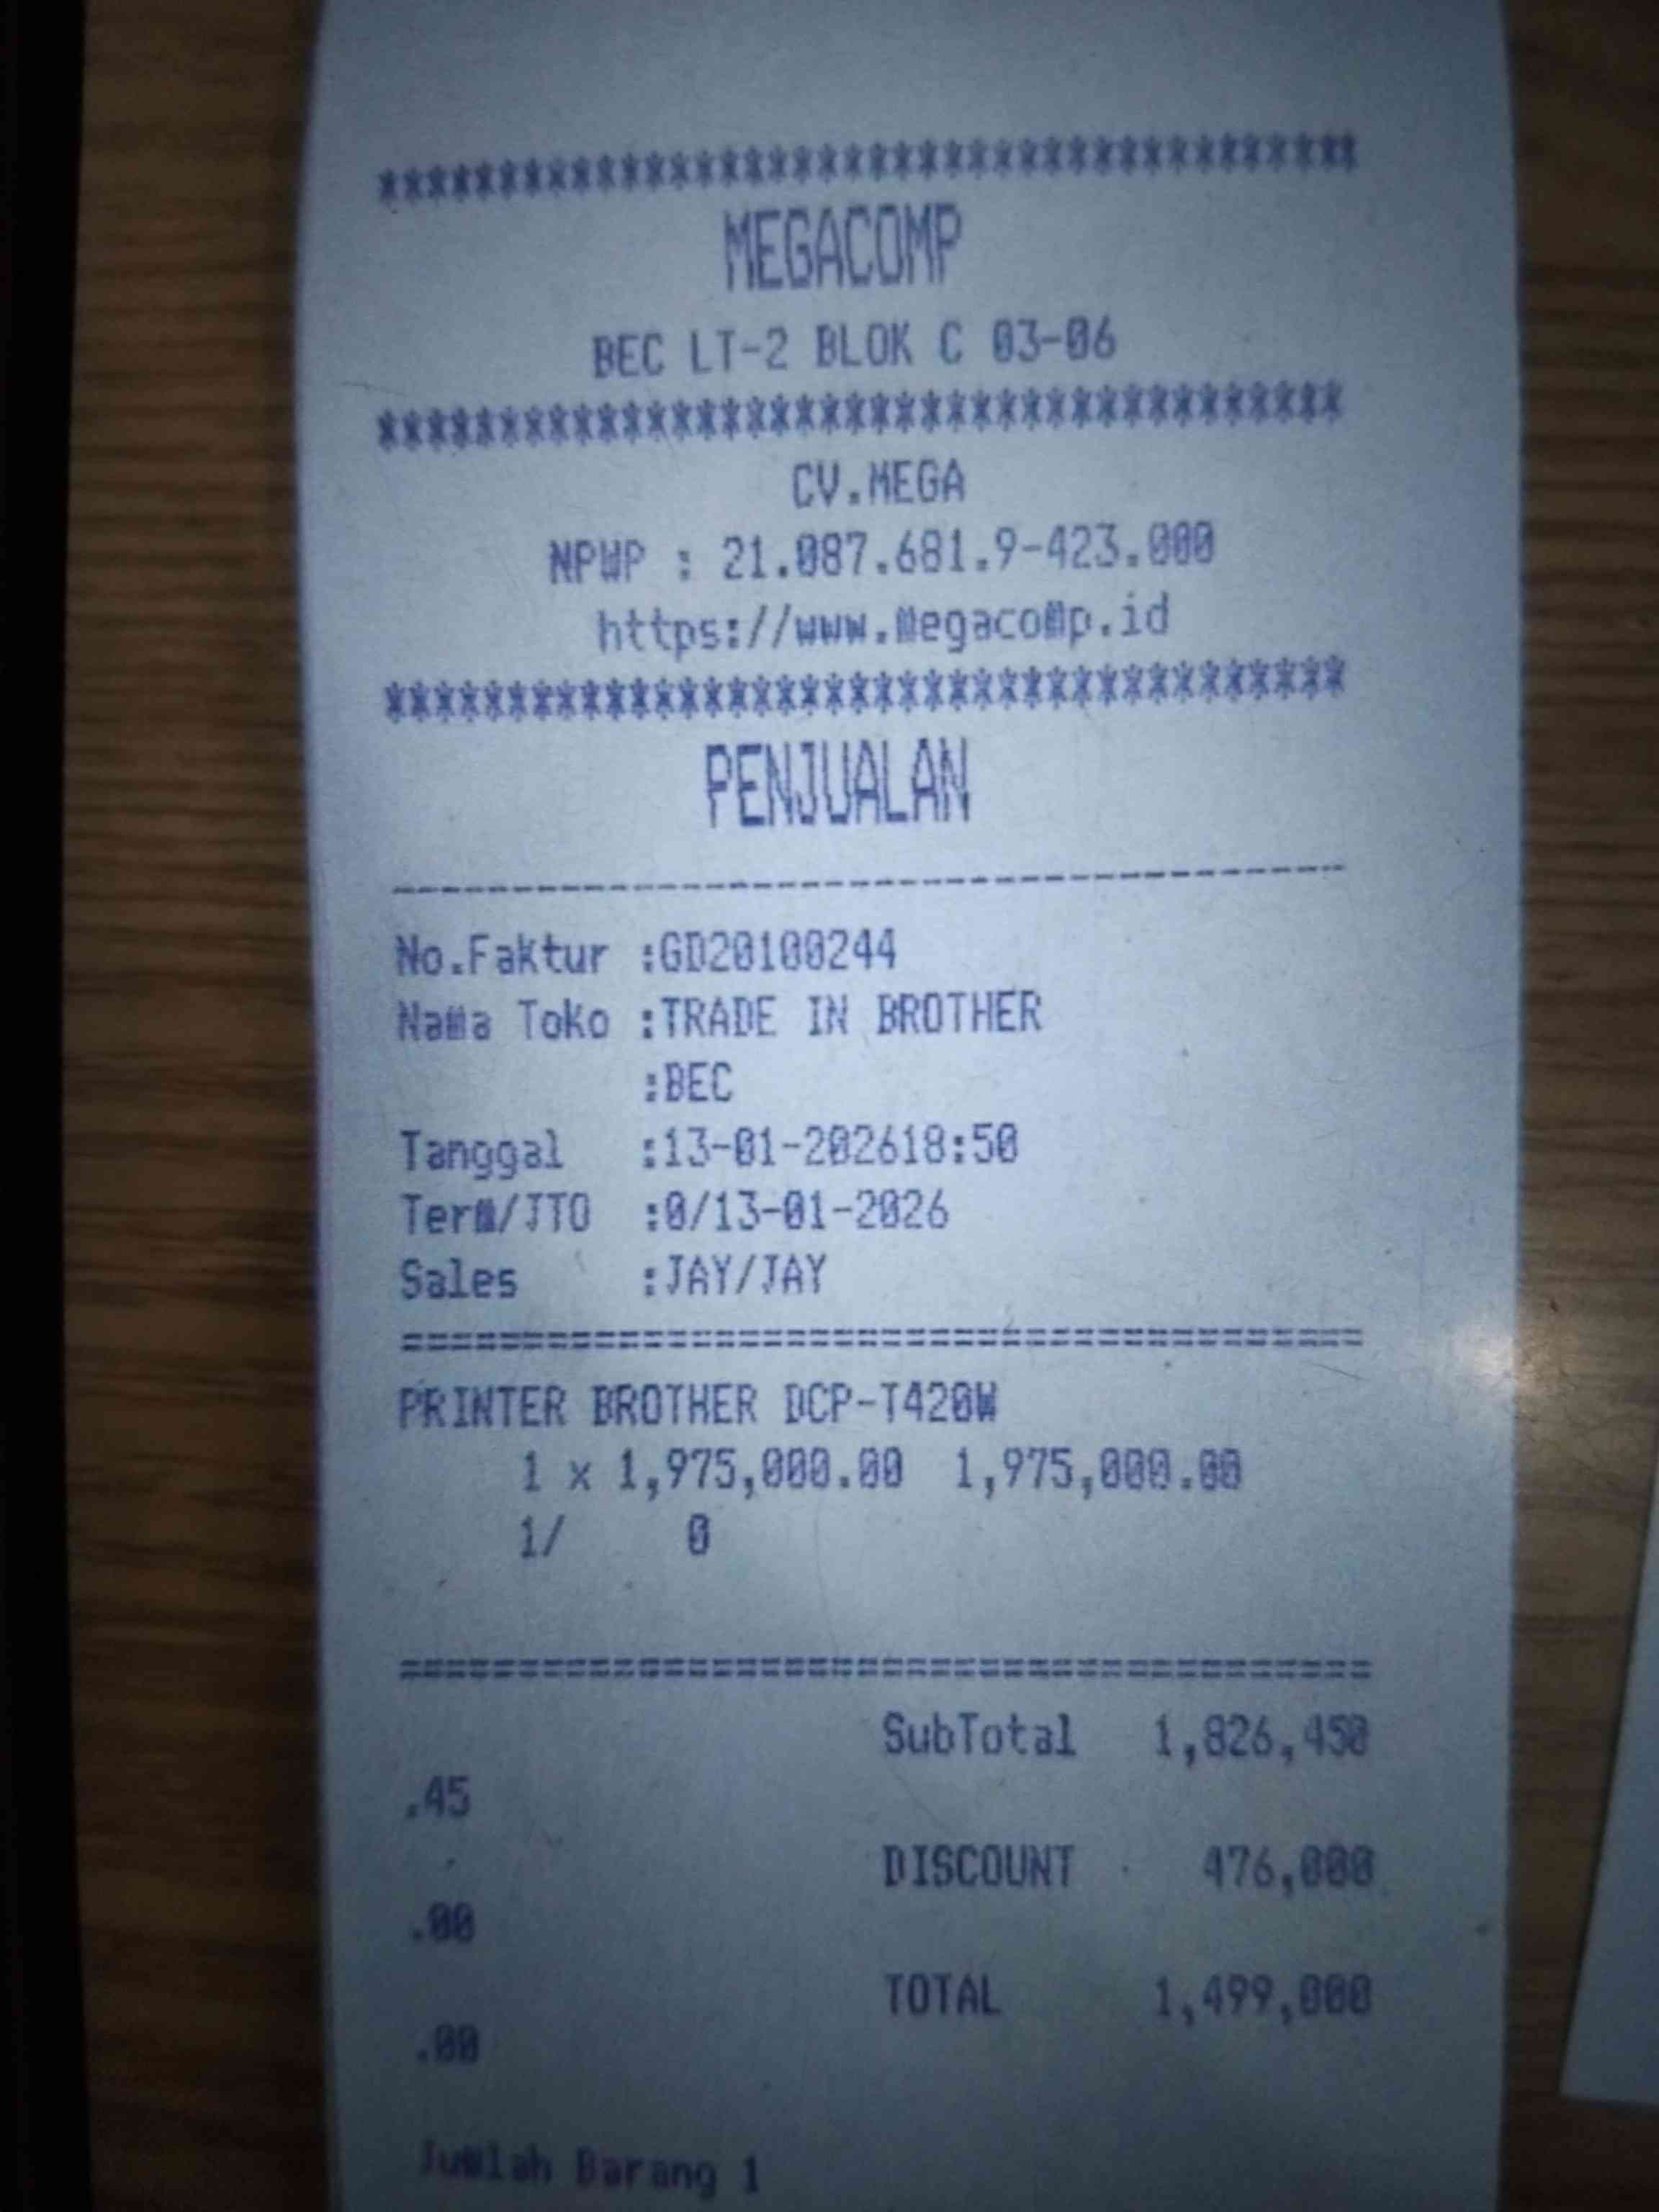 ***************************************
MEGACOMP
BEC LT-2 BLOK C 03-06
***************************************
CV.MEGA
NPWP : 21.087.681.9-423.000
https://www.megacomp.id
***************************************
PENJUALAN
----------------------------------------
No.Faktur :GD20100244
Nama Toko :TRADE IN BROTHER
:BEC
Tanggal :13-01-202618:50
Term/JTO :0/13-01-2026
Sales :JAY/JAY
========================================
PRINTER BROTHER DCP-T420W
1 x 1,975,000.00 1,975,000.00
1/ 0
========================================
SubTotal 1,826,450
.45
DISCOUNT 476,000
.00
TOTAL 1,499,000
.00
Jumlah Barang 1